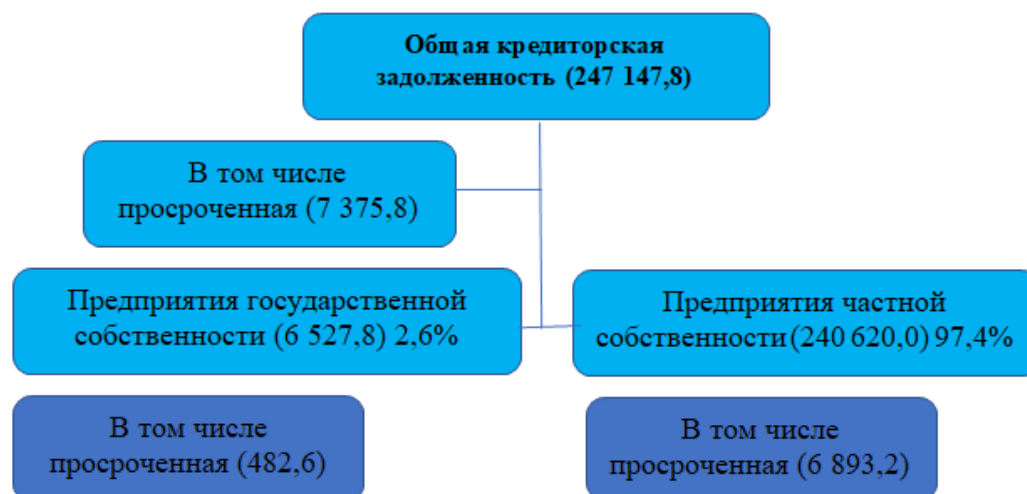 Общая кредиторская
задолженность (247 147,8)
В том числе
просроченная (7 375,8)
Предприятия государственной
собственности (6 527,8) 2,6%
Предприятия частной
собственности (240 620,0) 97,4%
В том числе
просроченная (482,6)
В том числе
просроченная (6 893,2)